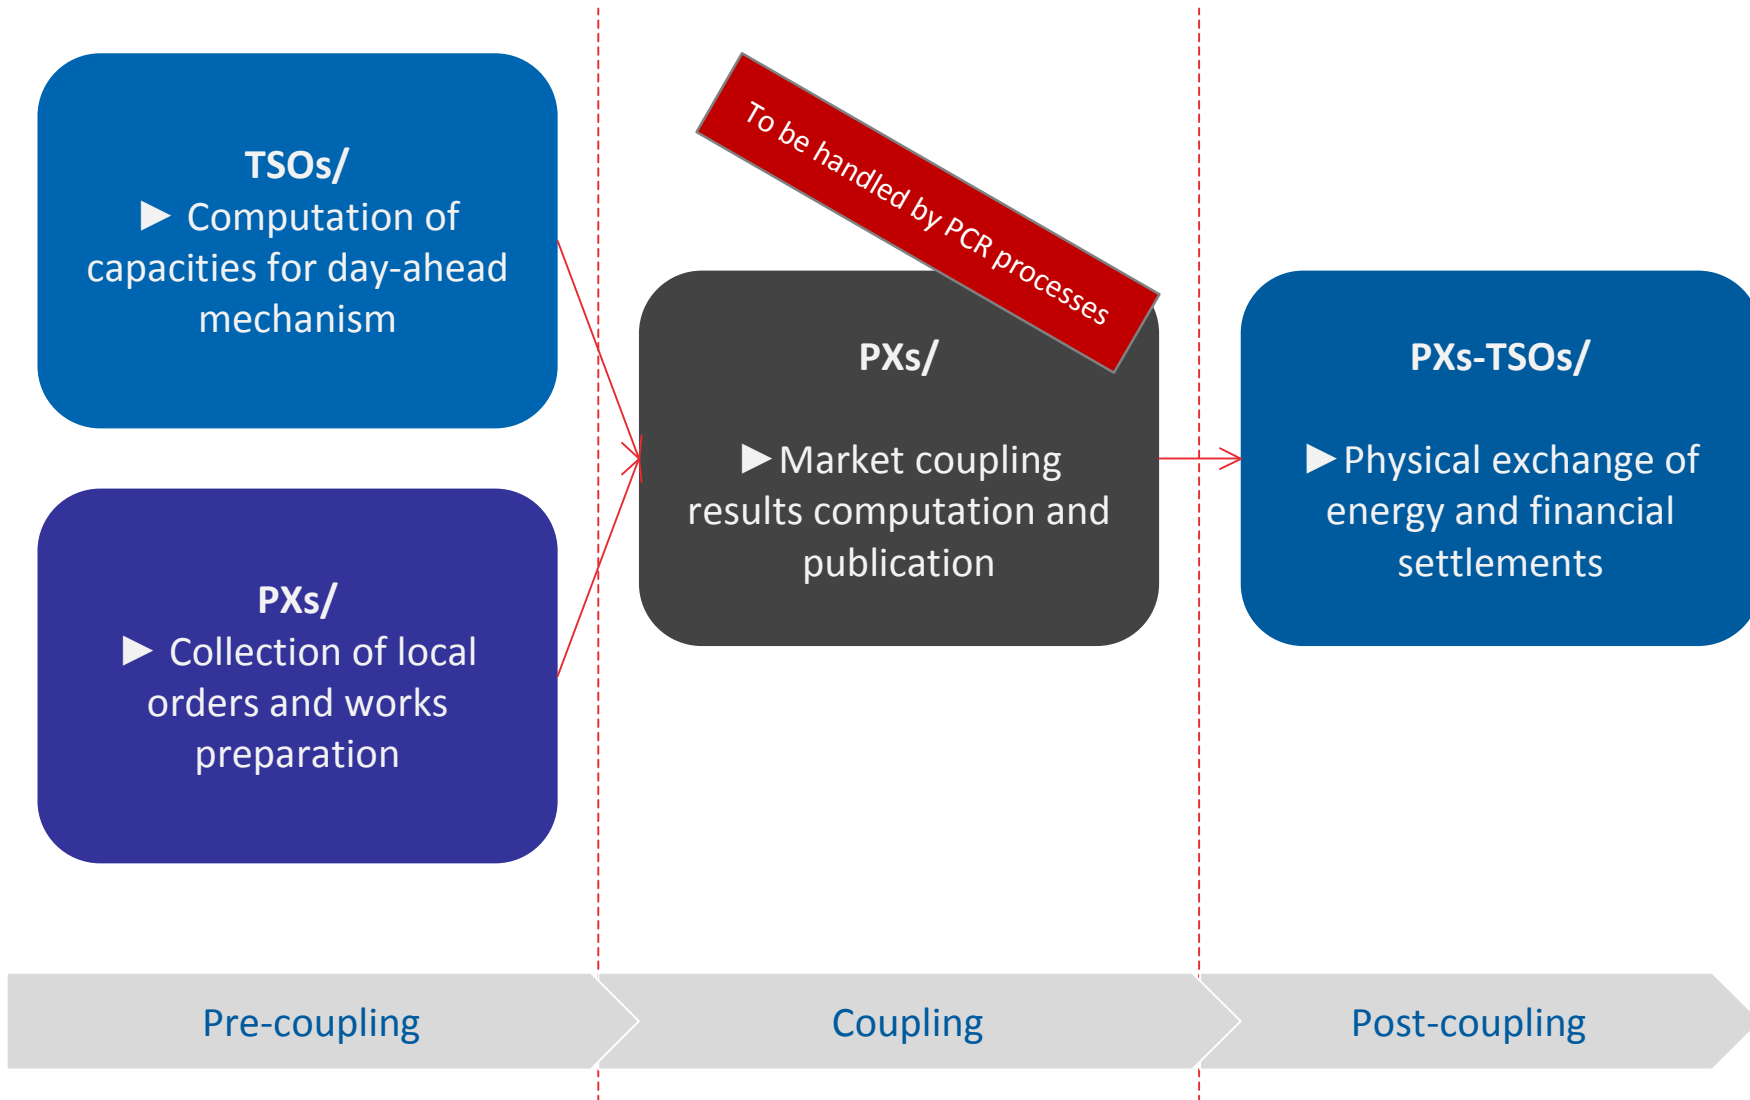 TSOs/
► Computation of
capacities for day-ahead
mechanism
PXs/
► Collection of local
orders and works
preparation
To be handled by PCR processes
PXs/
►Market coupling
results computation and
publication
PXs-TSOs/
►Physical exchange of
energy and financial
settlements
Pre-coupling
Coupling
Post-coupling